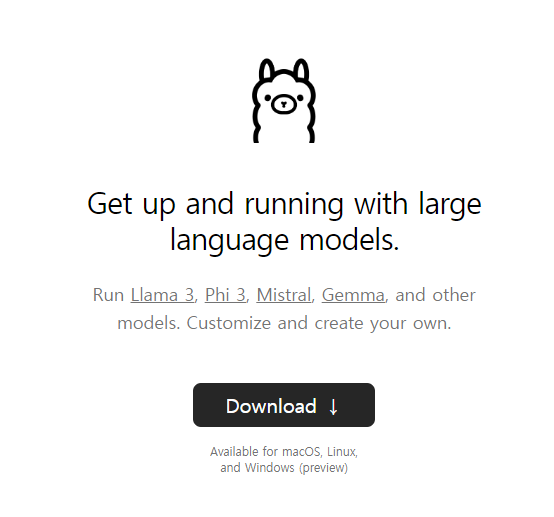 Get up and running with large
language models.
Run Llama 3, Phi 3, Mistral, Gemma, and other
models. Customize and create your own.
Download ↓
Available for macOS, Linux,
and Windows (preview)